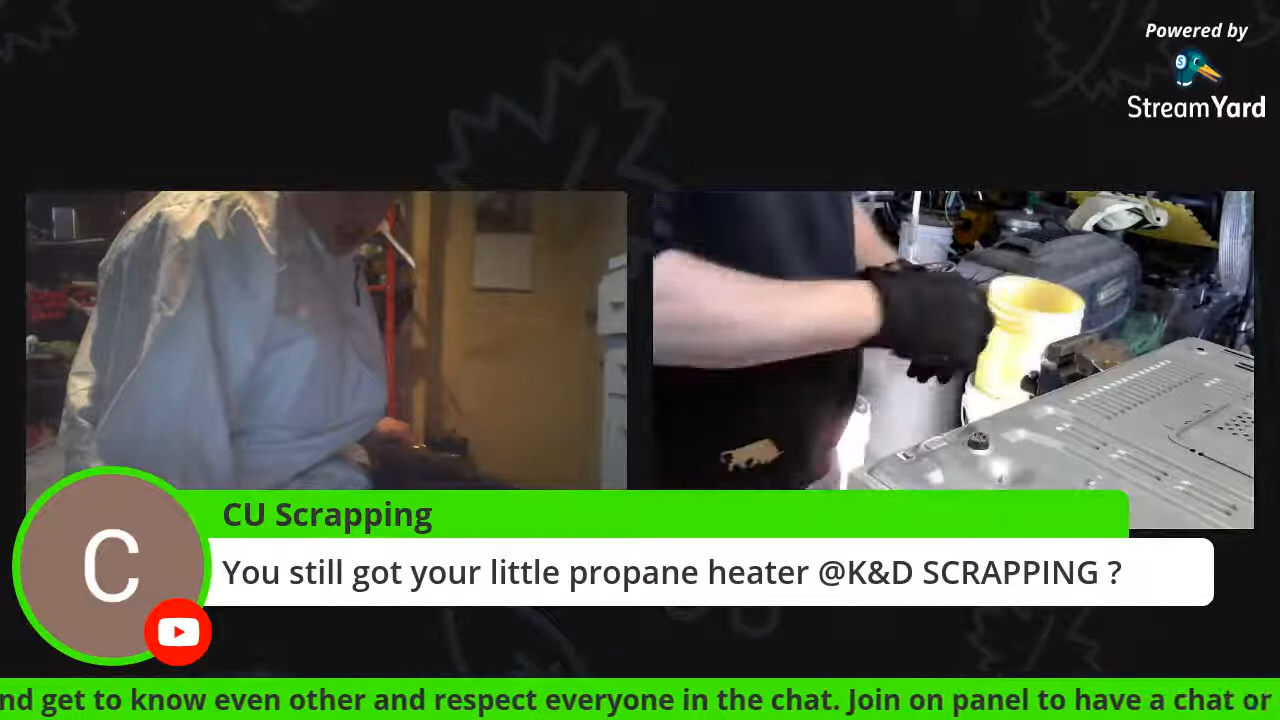 Powered by
StreamYard
CU Scrapping
C
You still got your little propane heater @K&D SCRAPPING ?
nd get to know even other and respect everyone in the chat. Join on panel to have a chat or